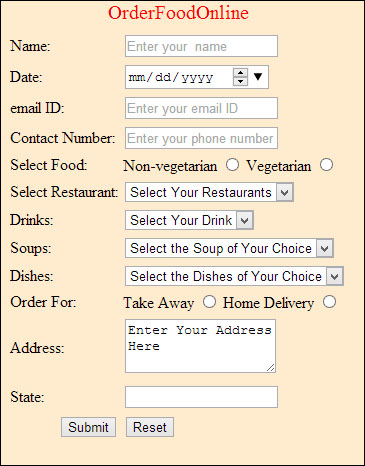 OrderFoodOnline
Name: Enter your  name
Date: mm/dd/yyyy
email ID: Enter your email ID
Contact Number: Enter your phone number
Select Food: Non-vegetarian Vegetarian
Select Restaurant: Select Your Restaurants
Drinks: Select Your Drink
Soups: Select the Soup of Your Choice
Dishes: Select the Dishes of Your Choice
Order For: Take Away Home Delivery
Address: Enter Your Address
Here
State:
Submit Reset